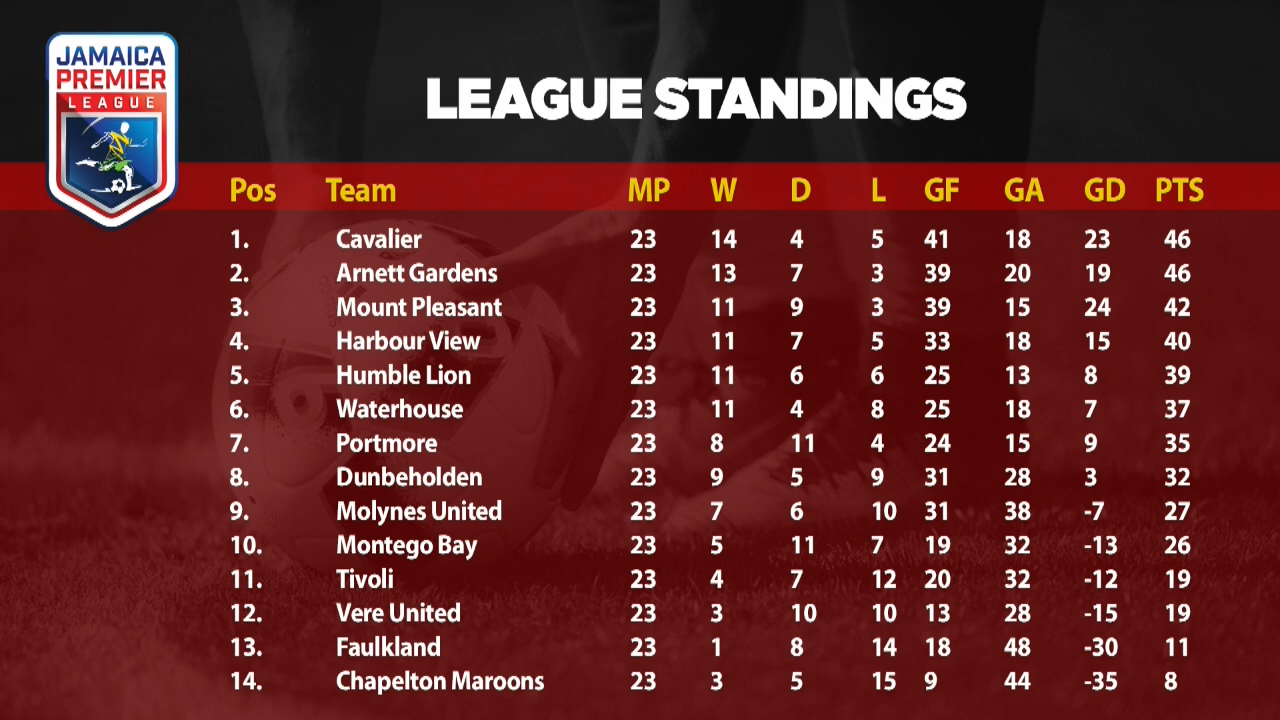 JAMAICA
PREMIER
LEAGUE
LEAGUE STANDINGS
Pos Team MP W D L GF GA GD PTS
1. Cavalier 23 14 4 5 41 18 23 46
2. Arnett Gardens 23 13 7 3 39 20 19 46
3. Mount Pleasant 23 11 9 3 39 15 24 42
4. Harbour View 23 11 7 5 33 18 15 40
5. Humble Lion 23 11 6 6 25 13 8 39
6. Waterhouse 23 11 4 8 25 18 7 37
7. Portmore 23 8 11 4 24 15 9 35
8. Dunbeholden 23 9 5 9 31 28 3 32
9. Molynes United 23 7 6 10 31 38 -7 27
10. Montego Bay 23 5 11 7 19 32 -13 26
11. Tivoli 23 4 7 12 20 32 -12 19
12. Vere United 23 3 10 10 13 28 -15 19
13. Faulkland 23 1 8 14 18 48 -30 11
14. Chapelton Maroons 23 3 5 15 9 44 -35 8